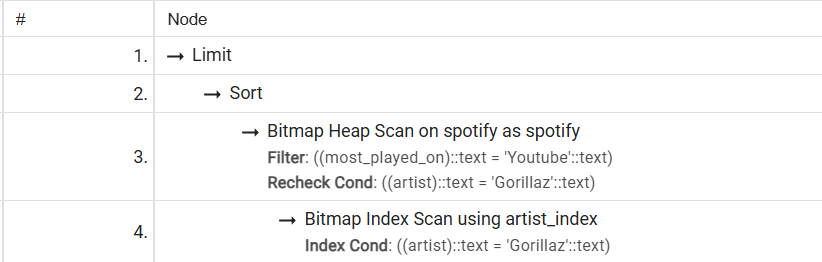 # Node
1. → Limit
2. → Sort
3. → Bitmap Heap Scan on spotify as spotify
Filter: ((most_played_on)::text = 'Youtube'::text)
Recheck Cond: ((artist)::text = 'Gorillaz'::text)
4. → Bitmap Index Scan using artist_index
Index Cond: ((artist)::text = 'Gorillaz'::text)